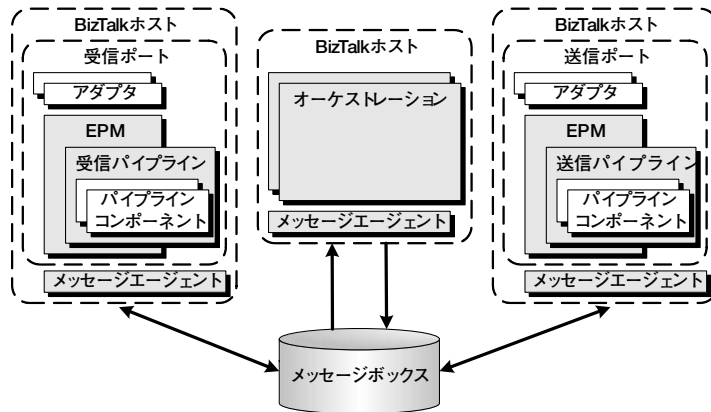 BizTalkホスト
受信ポート
アダプタ
EPM
受信パイプライン
パイプライン
コンポーネント
メッセージエージェント
BizTalkホスト
オーケストレーション
メッセージエージェント
BizTalkホスト
送信ポート
アダプタ
EPM
送信パイプライン
パイプライン
コンポーネント
メッセージエージェント
メッセージボックス